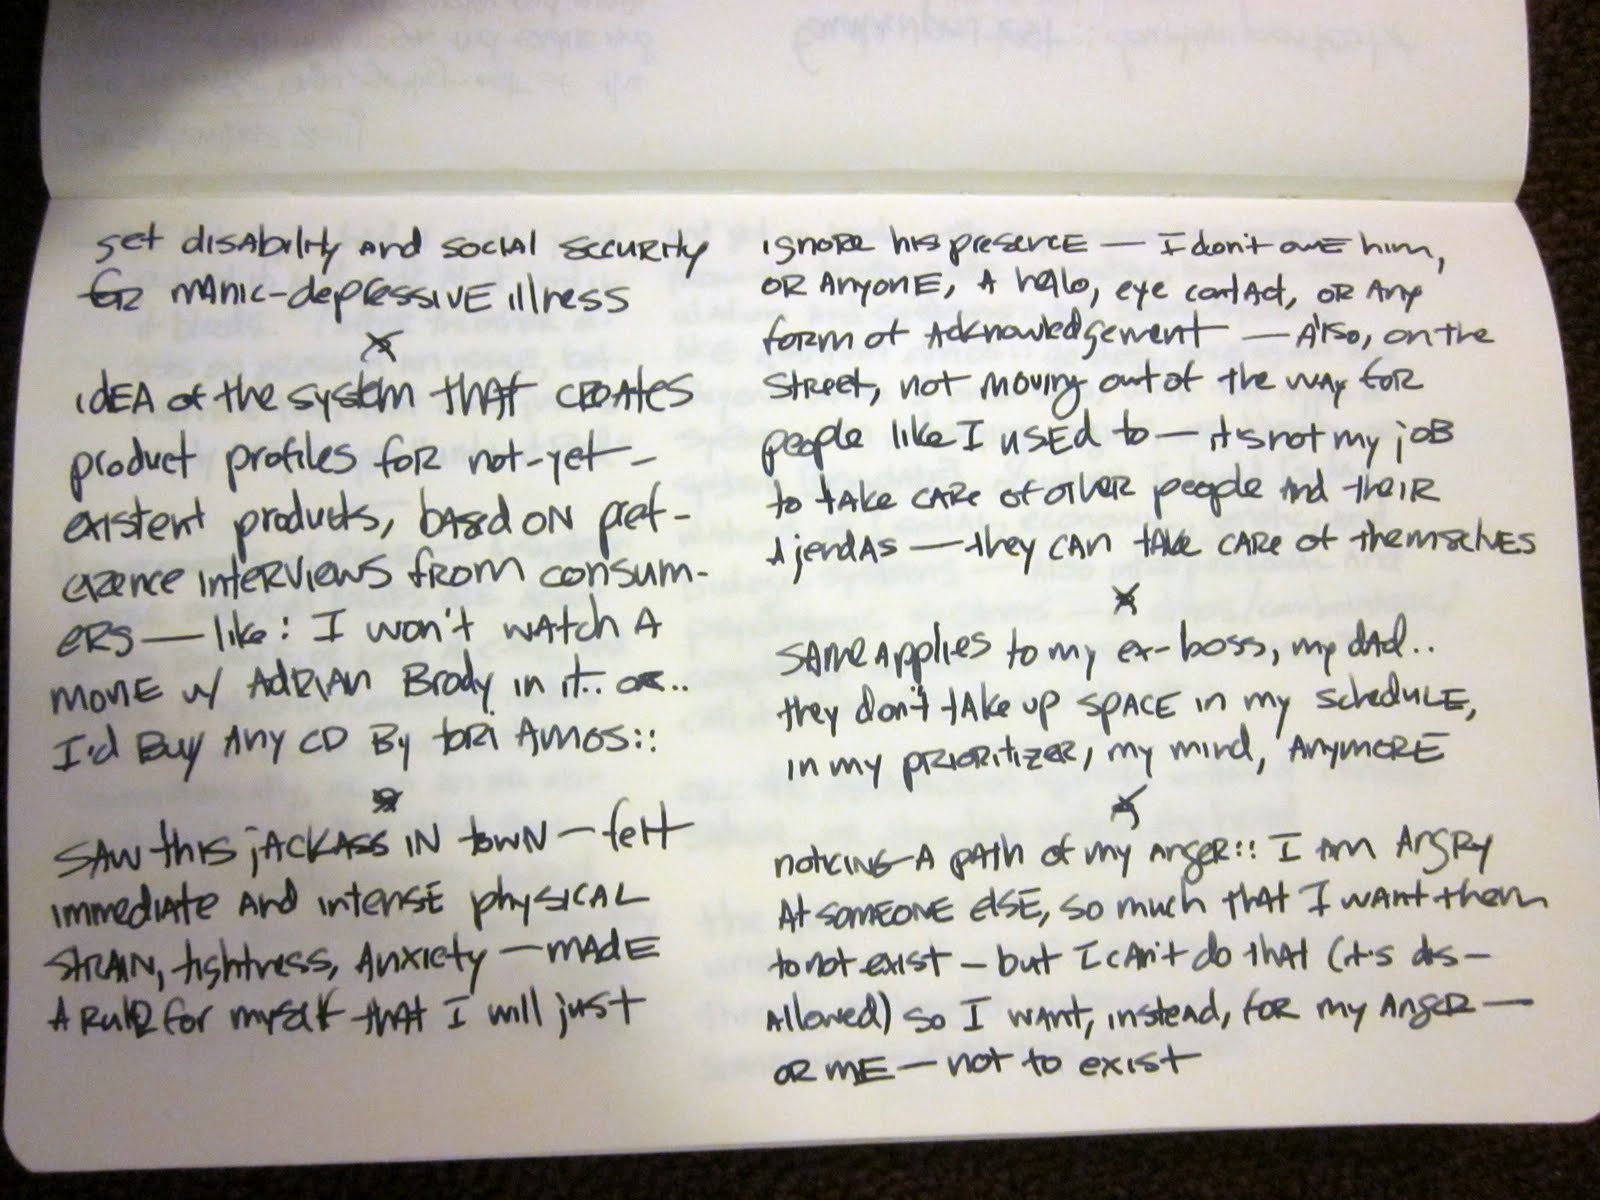 get disability and social security
for manic-depressive illness
idea of the system that creates
product profiles for not-yet-
existent products, based on pref-
erence interviews from consum-
ers — like: I won't watch a
movie w/ Adrian Brody in it.. or..
I'd buy any CD by Tori Amos::
saw this jackass in town — felt
immediate and intense physical
strain, tightness, anxiety — made
a rule for myself that I will just
ignore his presence — I don't owe him,
or anyone, a hello, eye contact, or any
form of acknowledgement — Also, on the
street, not moving out of the way for
people like I used to — it's not my job
to take care of other people and their
ajendas — they can take care of themselves
same applies to my ex-boss, my dad..
they don't take up space in my schedule,
in my prioritizer, my mind, anymore
noticing a path of my anger:: I am angry
at someone else, so much that I want them
to not exist — but I can't do that (it's dis-
allowed) so I want, instead, for my anger —
or me — not to exist